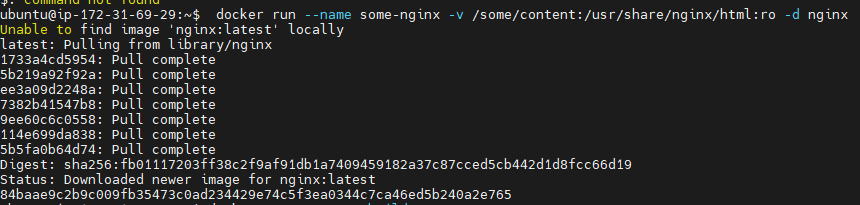 $: command not found
ubuntu@ip-172-31-69-29:~$  docker run --name some-nginx -v /some/content:/usr/share/nginx/html:ro -d nginx
Unable to find image 'nginx:latest' locally
latest: Pulling from library/nginx
1733a4cd5954: Pull complete
5b219a92f92a: Pull complete
ee3a09d2248a: Pull complete
7382b41547b8: Pull complete
9ee60c6c0558: Pull complete
114e699da838: Pull complete
5b5fa0b64d74: Pull complete
Digest: sha256:fb01117203ff38c2f9af91db1a7409459182a37c87cced5cb442d1d8fcc66d19
Status: Downloaded newer image for nginx:latest
84baae9c2b9c009fb35473c0ad234429e74c5f3ea0344c7ca46ed5b240a2e765